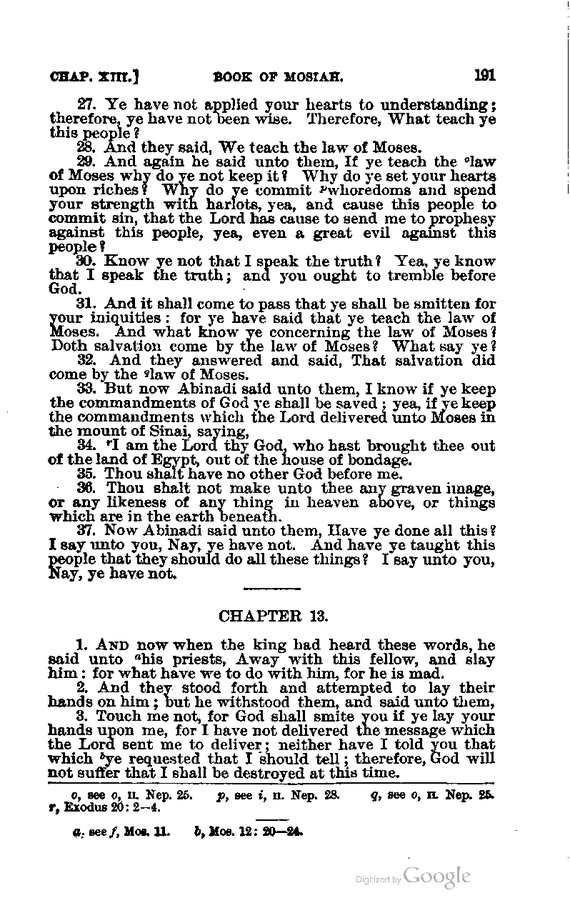 CHAP. XIII.] BOOK OF MOSIAH. 191
27. Ye have not applied your hearts to understanding;
therefore, ye have not been wise. Therefore, What teach ye
this people?
28. And they said, We teach the law of Moses.
29. And again he said unto them, If ye teach the °law
of Moses why do ye not keep it? Why do ye set your hearts
upon riches? Why do ye commit ᵖwhoredoms and spend
your strength with harlots, yea, and cause this people to
commit sin, that the Lord has cause to send me to prophesy
against this people, yea, even a great evil against this
people?
30. Know ye not that I speak the truth? Yea, ye know
that I speak the truth; and you ought to tremble before
God.
31. And it shall come to pass that ye shall be smitten for
your iniquities: for ye have said that ye teach the law of
Moses. And what know ye concerning the law of Moses?
Doth salvation come by the law of Moses? What say ye?
32. And they answered and said, That salvation did
come by the qlaw of Moses.
33. But now Abinadi said unto them, I know if ye keep
the commandments of God ye shall be saved; yea, if ye keep
the commandments which the Lord delivered unto Moses in
the mount of Sinai, saying,
34. ʳI am the Lord thy God, who hast brought thee out
of the land of Egypt, out of the house of bondage.
35. Thou shalt have no other God before me.
36. Thou shalt not make unto thee any graven image,
or any likeness of any thing in heaven above, or things
which are in the earth beneath.
37. Now Abinadi said unto them, Have ye done all this?
I say unto you, Nay, ye have not. And have ye taught this
people that they should do all these things? I say unto you,
Nay, ye have not.
CHAPTER 13.
1. AND now when the king had heard these words, he
said unto ᵃhis priests, Away with this fellow, and slay
him: for what have we to do with him, for he is mad.
2. And they stood forth and attempted to lay their
hands on him; but he withstood them, and said unto them,
3. Touch me not, for God shall smite you if ye lay your
hands upon me, for I have not delivered the message which
the Lord sent me to deliver; neither have I told you that
which ᵇye requested that I should tell; therefore, God will
not suffer that I shall be destroyed at this time.
o, see o, II. Nep. 25. p, see i, II. Nep. 28. q, see o, II. Nep. 25.
r, Exodus 20: 2–4.
a, see f, Mos. 11. b, Mos. 12: 20–24.
Digitized by Google